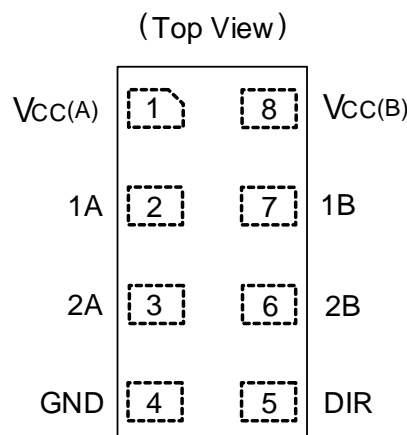 (Top View)
VCC(A) 1 8 VCC(B)
1A 2 7 1B
2A 3 6 2B
GND 4 5 DIR